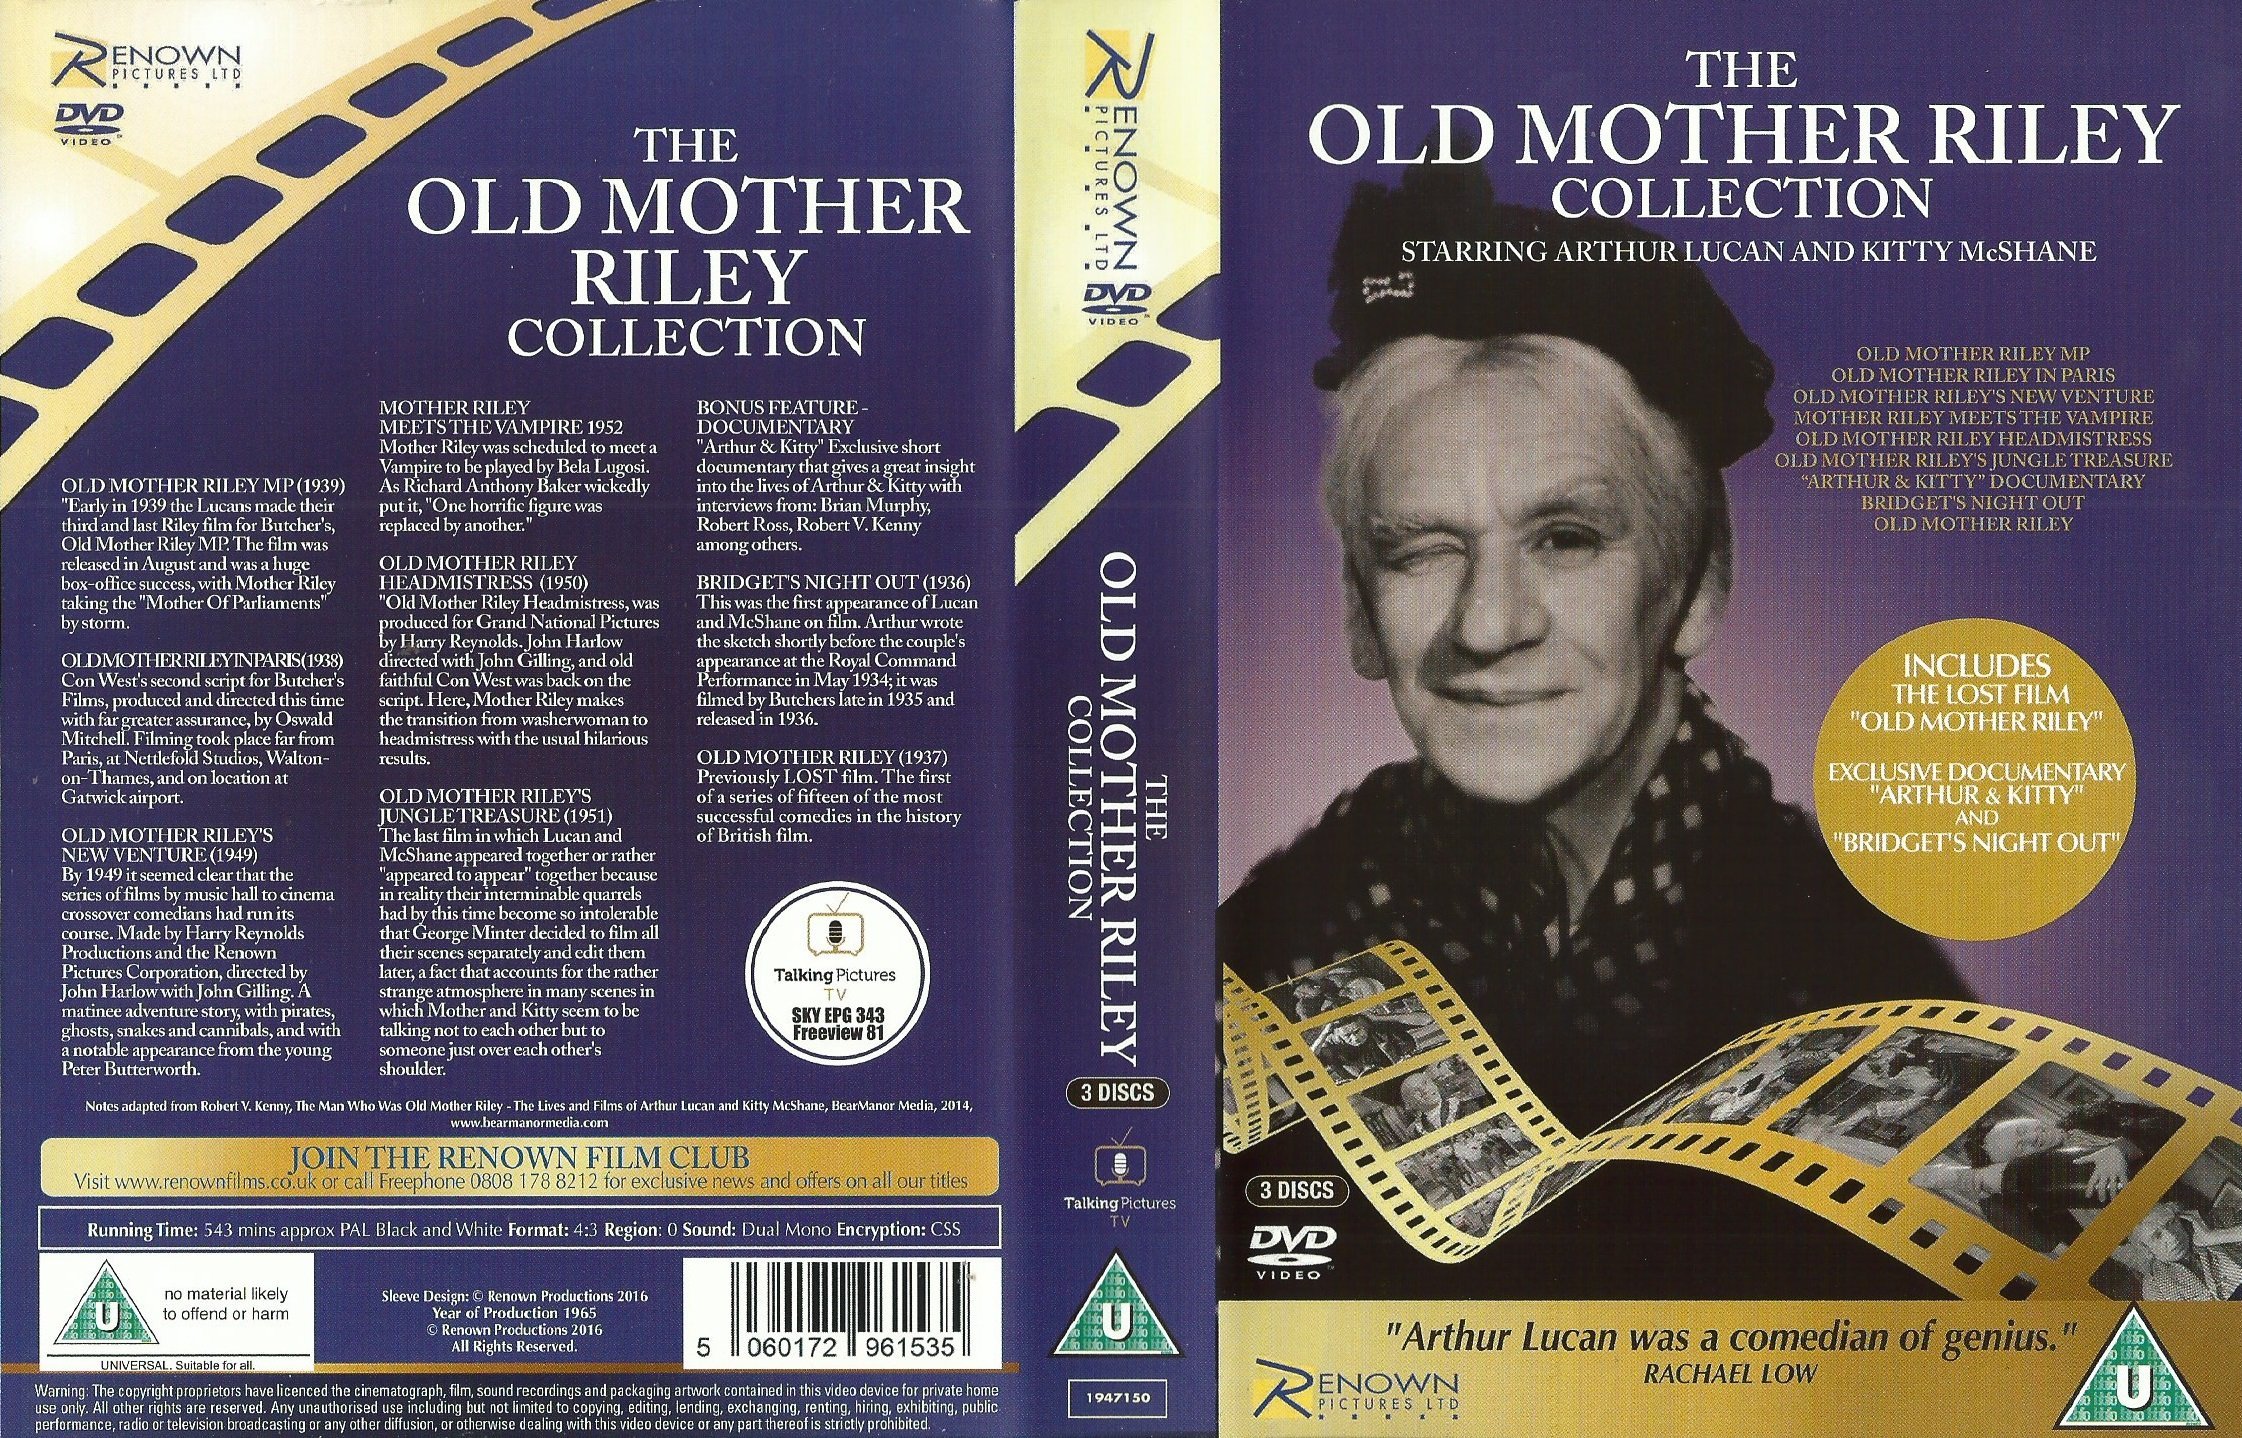 RENOWN
PICTURES LTD
DVD
VIDEO
THE
OLD MOTHER
RILEY
COLLECTION
OLD MOTHER RILEY MP (1939)
"Early in 1939 the Lucans made their
third and last Riley film for Butcher's,
Old Mother Riley MP. The film was
released in August and was a huge
box-office success, with Mother Riley
taking the "Mother Of Parliaments"
by storm.
OLD MOTHER RILEY IN PARIS (1938)
Con West's second script for Butcher's
Films, produced and directed this time
with far greater assurance, by Oswald
Mitchell. Filming took place far from
Paris, at Nettlefold Studios, Walton-
on-Thames, and on location at
Gatwick airport.
OLD MOTHER RILEY'S
NEW VENTURE (1949)
By 1949 it seemed clear that the
series of films by music hall to cinema
crossover comedians had run its
course. Made by Harry Reynolds
Productions and the Renown
Pictures Corporation, directed by
John Harlow with John Gilling. A
matinee adventure story, with pirates,
ghosts, snakes and cannibals, and with
a notable appearance from the young
Peter Butterworth.
MOTHER RILEY
MEETS THE VAMPIRE 1952
Mother Riley was scheduled to meet a
Vampire to be played by Bela Lugosi.
As Richard Anthony Baker wickedly
put it, "One horrific figure was
replaced by another."
OLD MOTHER RILEY
HEADMISTRESS (1950)
"Old Mother Riley Headmistress, was
produced for Grand National Pictures
by Harry Reynolds. John Harlow
directed with John Gilling, and old
faithful Con West was back on the
script. Here, Mother Riley makes
the transition from washerwoman to
headmistress with the usual hilarious
results.
OLD MOTHER RILEY'S
JUNGLE TREASURE (1951)
The last film in which Lucan and
McShane appeared together or rather
"appeared to appear" together because
in reality their interminable quarrels
had by this time become so intolerable
that George Minter decided to film all
their scenes separately and edit them
later, a fact that accounts for the rather
strange atmosphere in many scenes in
which Mother and Kitty seem to be
talking not to each other but to
someone just over each other's
shoulder.
BONUS FEATURE -
DOCUMENTARY
"Arthur & Kitty" Exclusive short
documentary that gives a great insight
into the lives of Arthur & Kitty with
interviews from: Brian Murphy,
Robert Ross, Robert V. Kenny
among others.
BRIDGET'S NIGHT OUT (1936)
This was the first appearance of Lucan
and McShane on film. Arthur wrote
the sketch shortly before the couple's
appearance at the Royal Command
Performance in May 1934; it was
filmed by Butchers late in 1935 and
released in 1936.
OLD MOTHER RILEY (1937)
Previously LOST film. The first
of a series of fifteen of the most
successful comedies in the history
of British film.
Talking Pictures
TV
SKY EPG 343
Freeview 81
Notes adapted from Robert V. Kenny, The Man Who Was Old Mother Riley - The Lives and Films of Arthur Lucan and Kitty McShane, BearManor Media, 2014,
www.bearmanormedia.com
JOIN THE RENOWN FILM CLUB
Visit www.renownfilms.co.uk or call Freephone 0808 178 8212 for exclusive news and offers on all our titles
Running Time: 543 mins approx PAL Black and White Format: 4:3 Region: 0 Sound: Dual Mono Encryption: CSS
U
no material likely
to offend or harm
UNIVERSAL. Suitable for all.
Sleeve Design: © Renown Productions 2016
Year of Production 1965
© Renown Productions 2016
All Rights Reserved.
5 060172 961535
Warning: The copyright proprietors have licenced the cinematograph, film, sound recordings and packaging artwork contained in this video device for private home
use only. All other rights are reserved. Any unauthorised use including but not limited to copying, editing, lending, exchanging, renting, hiring, exhibiting, public
performance, radio or television broadcasting or any other diffusion, or otherwise dealing with this video device or any part thereof is strictly prohibited.
RENOWN
PICTURES LTD
DVD
VIDEO
THE
OLD MOTHER RILEY
COLLECTION
3 DISCS
Talking Pictures
TV
U
1947150
THE
OLD MOTHER RILEY
COLLECTION
STARRING ARTHUR LUCAN AND KITTY McSHANE
OLD MOTHER RILEY MP
OLD MOTHER RILEY IN PARIS
OLD MOTHER RILEY'S NEW VENTURE
MOTHER RILEY MEETS THE VAMPIRE
OLD MOTHER RILEY HEADMISTRESS
OLD MOTHER RILEY'S JUNGLE TREASURE
"ARTHUR & KITTY" DOCUMENTARY
BRIDGET'S NIGHT OUT
OLD MOTHER RILEY
INCLUDES
THE LOST FILM
"OLD MOTHER RILEY"
EXCLUSIVE DOCUMENTARY
"ARTHUR & KITTY"
AND
"BRIDGET'S NIGHT OUT"
3 DISCS
DVD
VIDEO
"Arthur Lucan was a comedian of genius."
RACHAEL LOW
RENOWN
PICTURES LTD
U